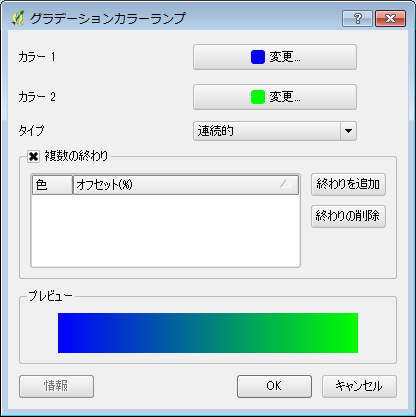 グラデーションカラーランプ
カラー 1 変更...
カラー 2 変更...
タイプ 連続的
複数の終わり
色 オフセット(%) 終わりを追加
終わりの削除
プレビュー
情報 OK キャンセル